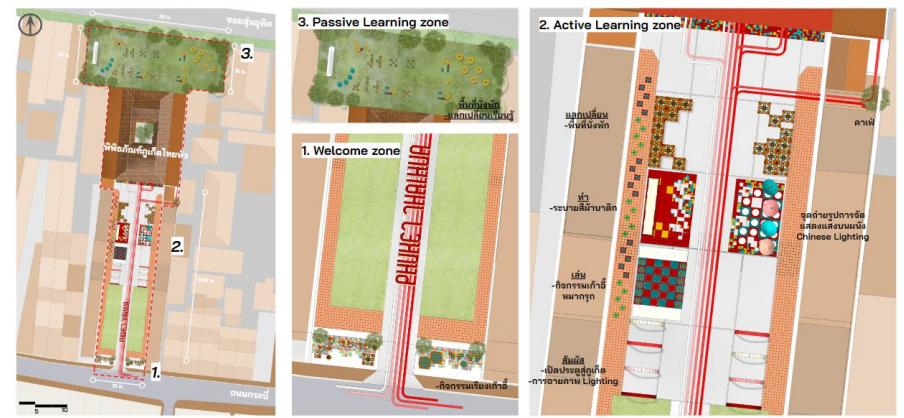 ซอยสุ่นอุทิศ
3.
พิพิธภัณฑ์ภูเก็ตไทยหัว
2.
1.
ถนนกระบี่
5
10
3. Passive Learning zone
พื้นที่นั่งพัก
-แลกเปลี่ยนเรียนรู้
1. Welcome zone
-กิจกรรมเรียงเก้าอี้
2. Active Learning zone
แลกเปลี่ยน
-พื้นที่นั่งพัก
คาเฟ่
ทำ
-ระบายสีผ้าบาติก
จุดถ่ายรูปการจัด
แสดงแสงบนผนัง
Chinese Lighting
เล่น
-กิจกรรมเก้าอี้
หมากรุก
สัมผัส
-เปิดประตูสู่ภูเก็ต
-การฉายภาพ Lighting